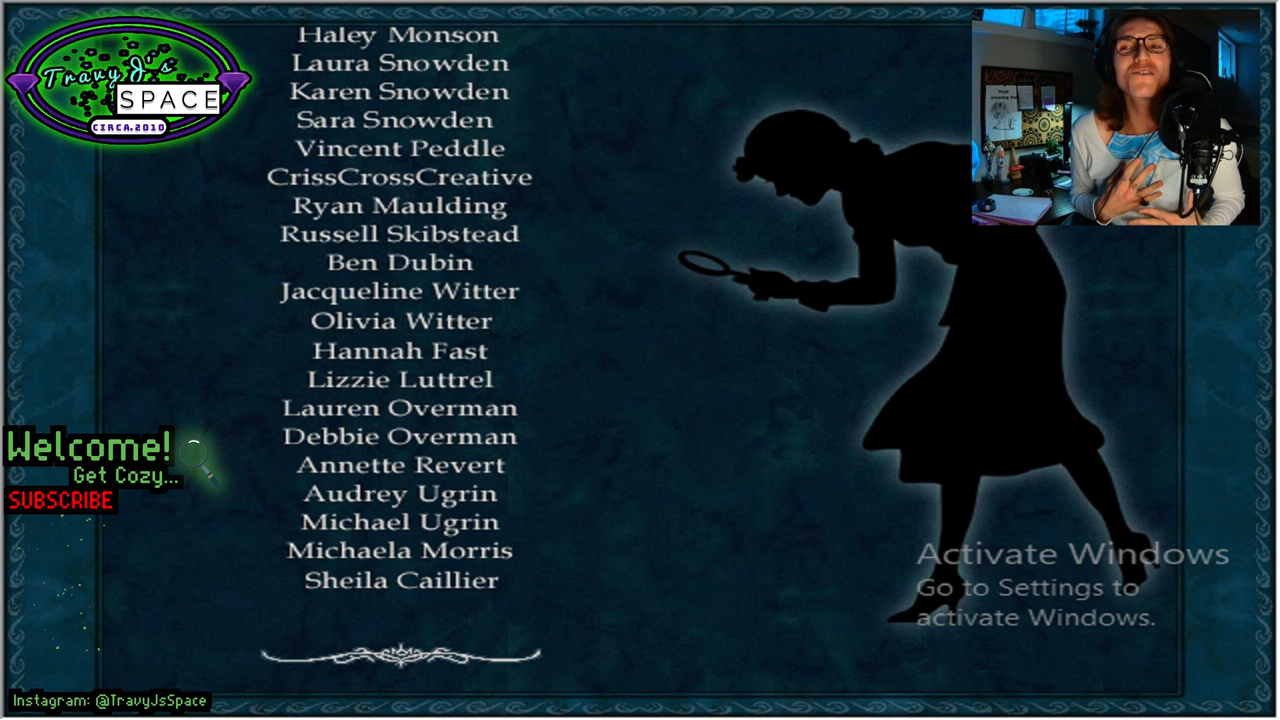 Travy J's
SPACE
CIRCA.2010
Haley Monson
Laura Snowden
Karen Snowden
Sara Snowden
Vincent Peddle
CrissCrossCreative
Ryan Maulding
Russell Skibstead
Ben Dubin
Jacqueline Witter
Olivia Witter
Hannah Fast
Lizzie Luttrel
Lauren Overman
Debbie Overman
Annette Revert
Audrey Ugrin
Michael Ugrin
Michaela Morris
Sheila Caillier
Welcome!
Get Cozy...
SUBSCRIBE
Activate Windows
Go to Settings to
activate Windows.
Instagram: @TravyJsSpace